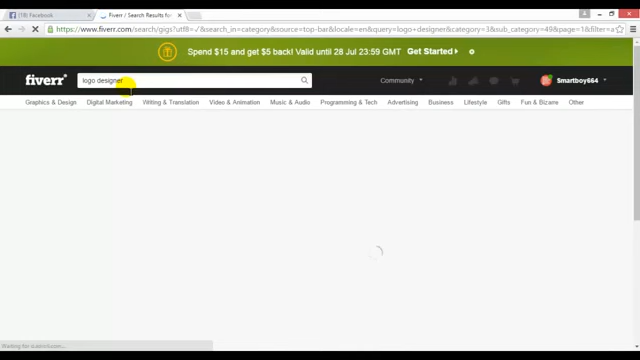 (19) Facebook
Fiverr / Search Results for
https://www.fiverr.com/search/gigs?utf8=✓&search_in=category&source=top-bar&locale=en&query=logo+designer&category=3&sub_category=49&page=1&filter=a
Spend $15 and get $5 back! Valid until 28 Jul 23:59 GMT Get Started
fiverr
logo designer
Community
Smartboy664
Graphics & Design Digital Marketing Writing & Translation Video & Animation Music & Audio Programming & Tech Advertising Business Lifestyle Gifts Fun & Bizarre Other